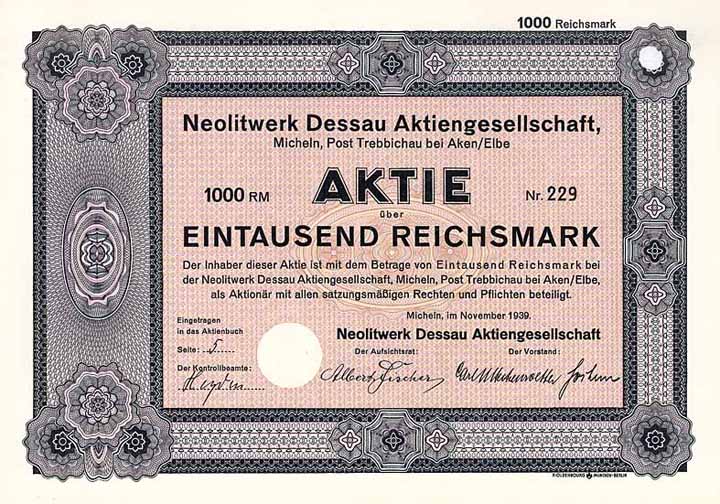 1000 Reichsmark
Neolitwerk Dessau Aktiengesellschaft,
Micheln, Post Trebbichau bei Aken/Elbe
1000 RM AKTIE Nr. 229
über
EINTAUSEND REICHSMARK
Der Inhaber dieser Aktie ist mit dem Betrage von Eintausend Reichsmark bei
der Neolitwerk Dessau Aktiengesellschaft, Micheln, Post Trebbichau bei Aken/Elbe,
als Aktionär mit allen satzungsmäßigen Rechten und Pflichten beteiligt.
Micheln, im November 1939.
Eingetragen
in das Aktienbuch
Seite: 5
Der Kontrollbeamte:
Neolitwerk Dessau Aktiengesellschaft
Der Aufsichtsrat: Der Vorstand:
Albert Fischer
R. OLDENBOURG MÜNCHEN-BERLIN